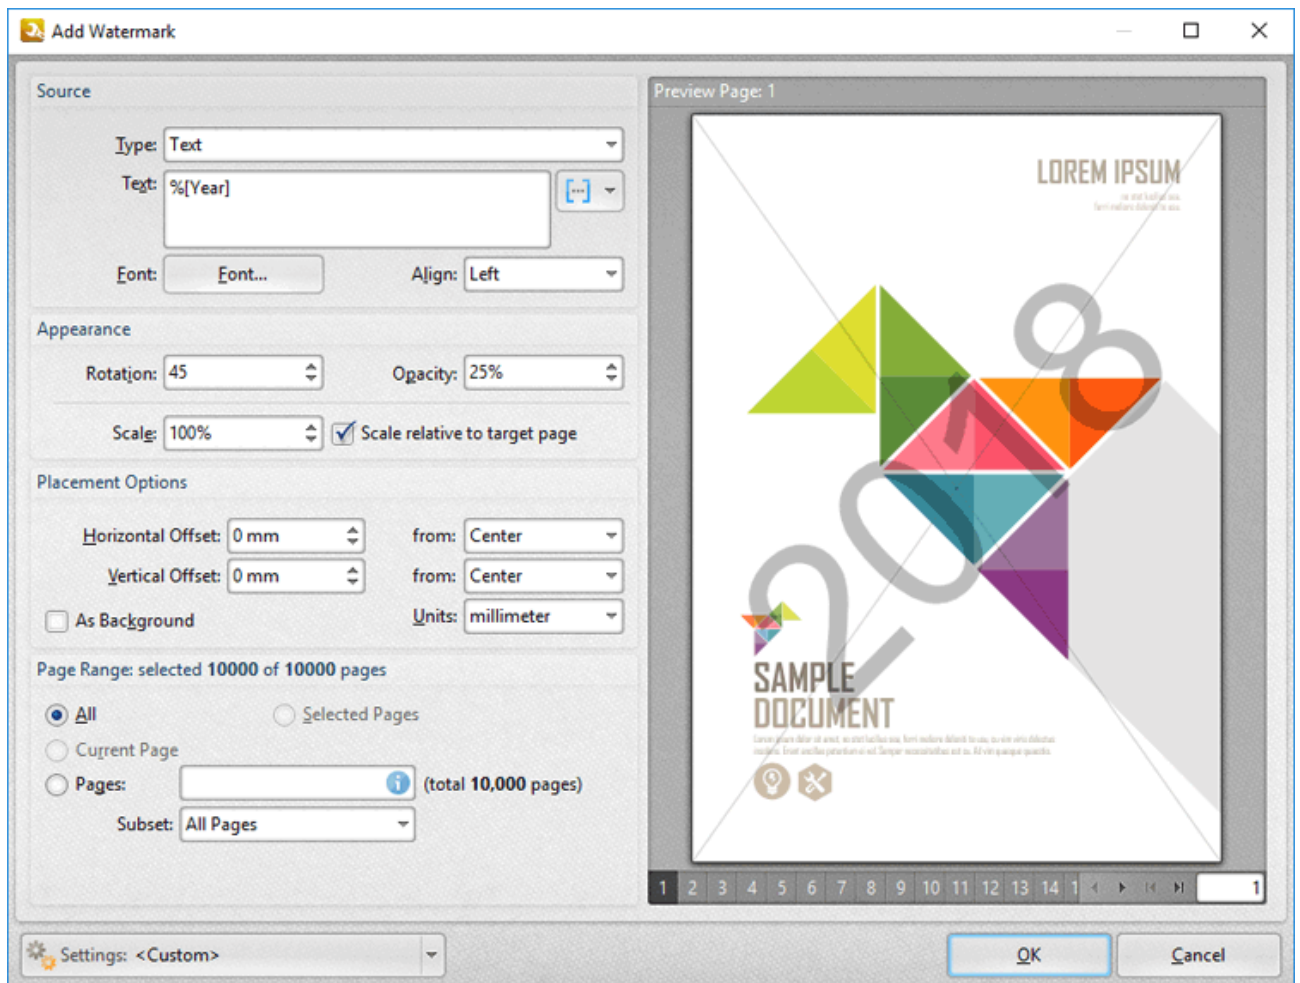 Add Watermark
Source
Type: Text
Text: %[Year]
Font: Font... Align: Left
Appearance
Rotation: 45 Opacity: 25%
Scale: 100% Scale relative to target page
Placement Options
Horizontal Offset: 0 mm from: Center
Vertical Offset: 0 mm from: Center
As Background Units: millimeter
Page Range: selected 10000 of 10000 pages
All Selected Pages
Current Page
Pages: (total 10,000 pages)
Subset: All Pages
Preview Page: 1
LOREM IPSUM
2018
SAMPLE
DOCUMENT
1 2 3 4 5 6 7 8 9 10 11 12 13 14 1 1
Settings: <Custom> OK Cancel